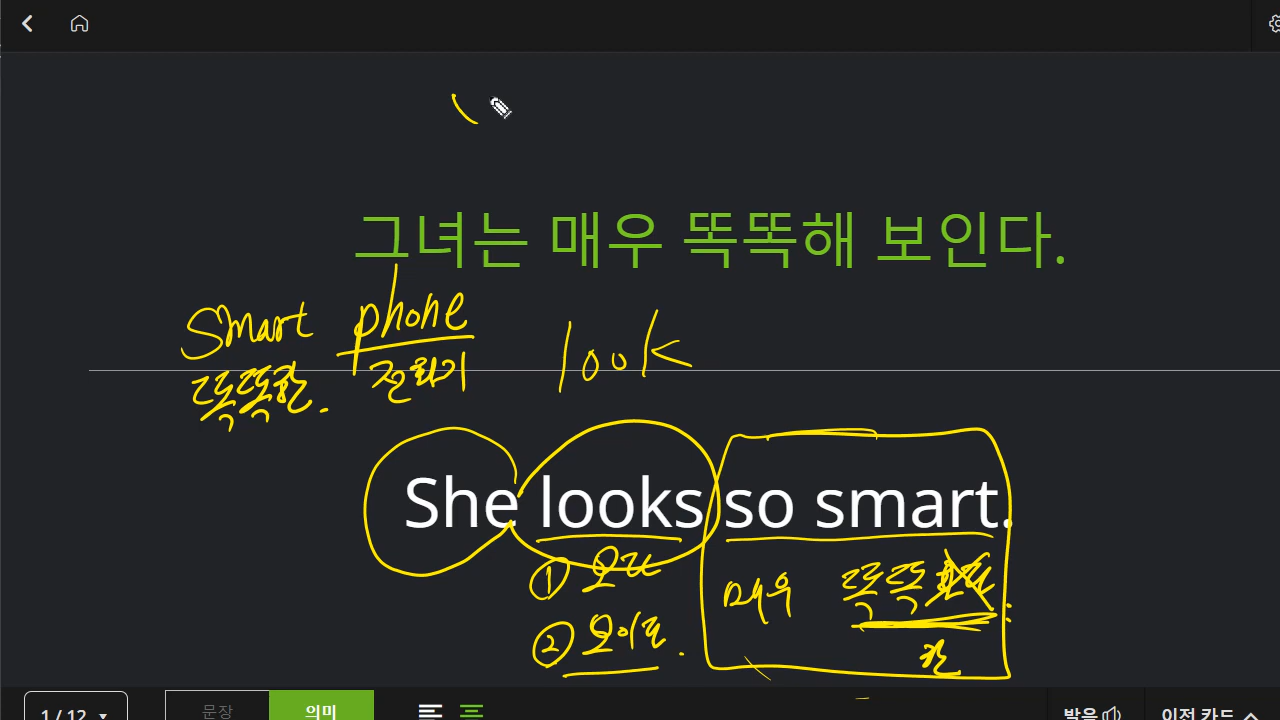 그녀는 매우 똑똑해 보인다.
smart phone look
똑똑한. 전화기
She looks so smart.
① 보다
② 보이다.
매우 똑똑
한
1 / 12
문장 의미
발음 이전 카드